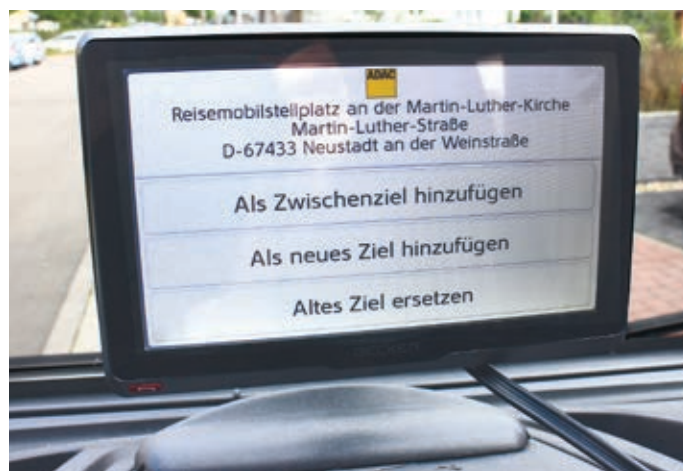 ADAC
Reisemobilstellplatz an der Martin-Luther-Kirche
Martin-Luther-Straße
D-67433 Neustadt an der Weinstraße
Als Zwischenziel hinzufügen
Als neues Ziel hinzufügen
Altes Ziel ersetzen